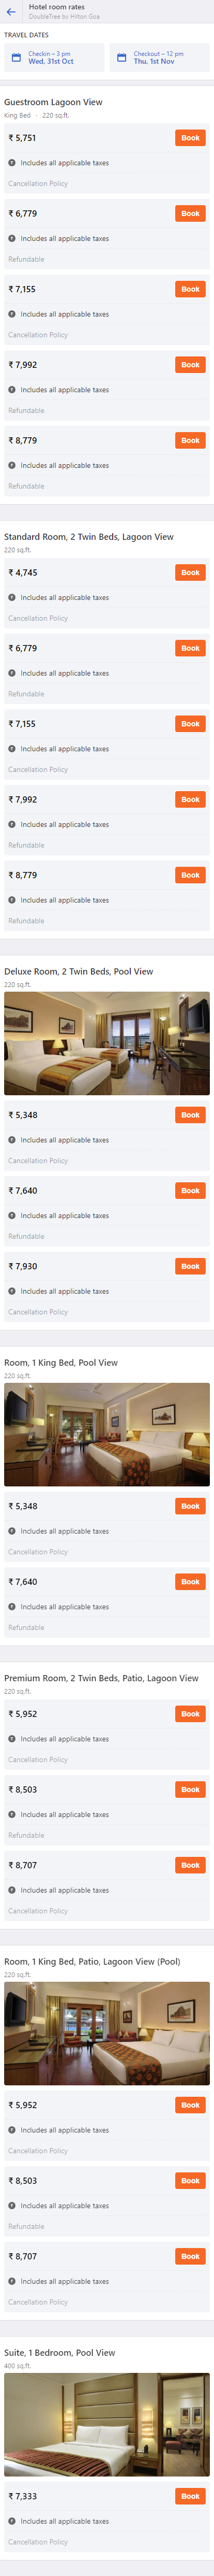 Hotel room rates
DoubleTree by Hilton Goa
TRAVEL DATES
Checkin – 3 pm
Wed, 31st Oct
Checkout – 12 pm
Thu, 1st Nov
Guestroom Lagoon View
King Bed · 220 sq.ft.
₹ 5,751
Book
₹ Includes all applicable taxes
Cancellation Policy
₹ 6,779
Book
₹ Includes all applicable taxes
Refundable
₹ 7,155
Book
₹ Includes all applicable taxes
Cancellation Policy
₹ 7,992
Book
₹ Includes all applicable taxes
Refundable
₹ 8,779
Book
₹ Includes all applicable taxes
Refundable
Standard Room, 2 Twin Beds, Lagoon View
220 sq.ft.
₹ 4,745
Book
₹ Includes all applicable taxes
Cancellation Policy
₹ 6,779
Book
₹ Includes all applicable taxes
Refundable
₹ 7,155
Book
₹ Includes all applicable taxes
Cancellation Policy
₹ 7,992
Book
₹ Includes all applicable taxes
Refundable
₹ 8,779
Book
₹ Includes all applicable taxes
Refundable
Deluxe Room, 2 Twin Beds, Pool View
220 sq.ft.
₹ 5,348
Book
₹ Includes all applicable taxes
Cancellation Policy
₹ 7,640
Book
₹ Includes all applicable taxes
Refundable
₹ 7,930
Book
₹ Includes all applicable taxes
Cancellation Policy
Room, 1 King Bed, Pool View
220 sq.ft.
₹ 5,348
Book
₹ Includes all applicable taxes
Cancellation Policy
₹ 7,640
Book
₹ Includes all applicable taxes
Refundable
Premium Room, 2 Twin Beds, Patio, Lagoon View
220 sq.ft.
₹ 5,952
Book
₹ Includes all applicable taxes
Cancellation Policy
₹ 8,503
Book
₹ Includes all applicable taxes
Refundable
₹ 8,707
Book
₹ Includes all applicable taxes
Cancellation Policy
Room, 1 King Bed, Patio, Lagoon View (Pool)
220 sq.ft.
₹ 5,952
Book
₹ Includes all applicable taxes
Cancellation Policy
₹ 8,503
Book
₹ Includes all applicable taxes
Refundable
₹ 8,707
Book
₹ Includes all applicable taxes
Cancellation Policy
Suite, 1 Bedroom, Pool View
400 sq.ft.
₹ 7,333
Book
₹ Includes all applicable taxes
Cancellation Policy